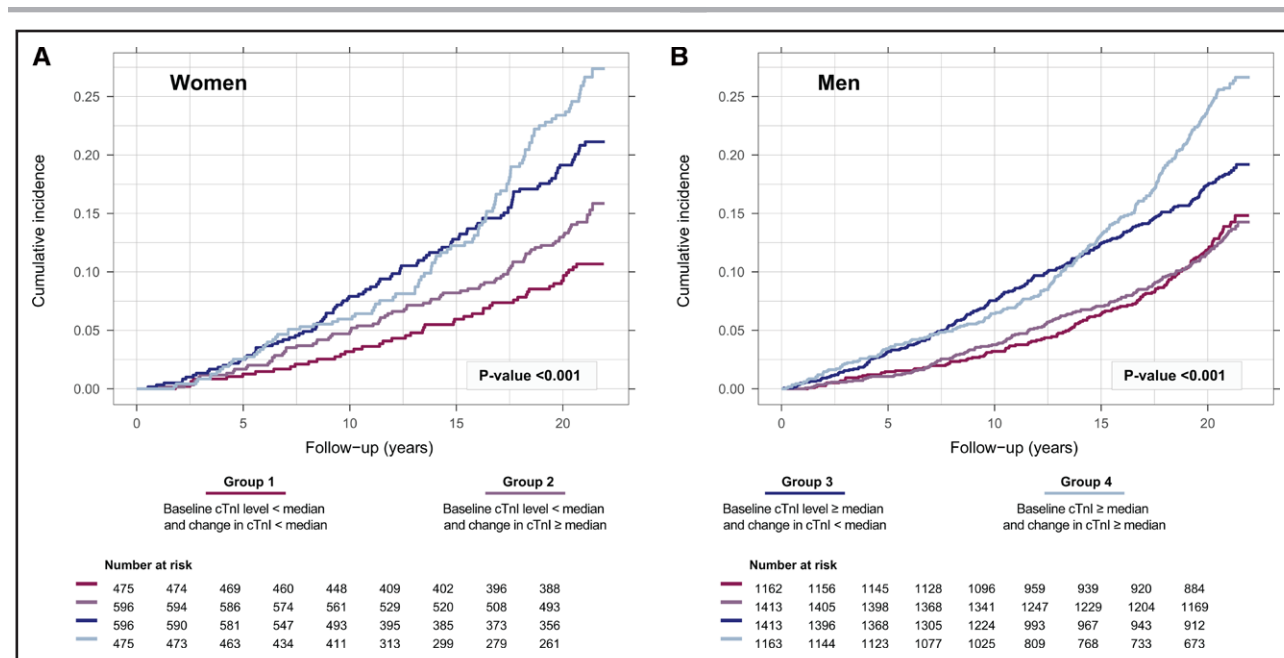 A
Women
Cumulative incidence
0.25
0.20
0.15
0.10
0.05
0.00
P-value <0.001
0 5 10 15 20
Follow−up (years)
B
Men
Cumulative incidence
0.25
0.20
0.15
0.10
0.05
0.00
P-value <0.001
0 5 10 15 20
Follow−up (years)
Group 1
Baseline cTnI level < median
and change in cTnI < median
Group 2
Baseline cTnI level < median
and change in cTnI ≥ median
Group 3
Baseline cTnI level ≥ median
and change in cTnI < median
Group 4
Baseline cTnI ≥ median
and change in cTnI ≥ median
Number at risk
475 474 469 460 448 409 402 396 388
596 594 586 574 561 529 520 508 493
596 590 581 547 493 395 385 373 356
475 473 463 434 411 313 299 279 261
Number at risk
1162 1156 1145 1128 1096 959 939 920 884
1413 1405 1398 1368 1341 1247 1229 1204 1169
1413 1396 1368 1305 1224 993 967 943 912
1163 1144 1123 1077 1025 809 768 733 673